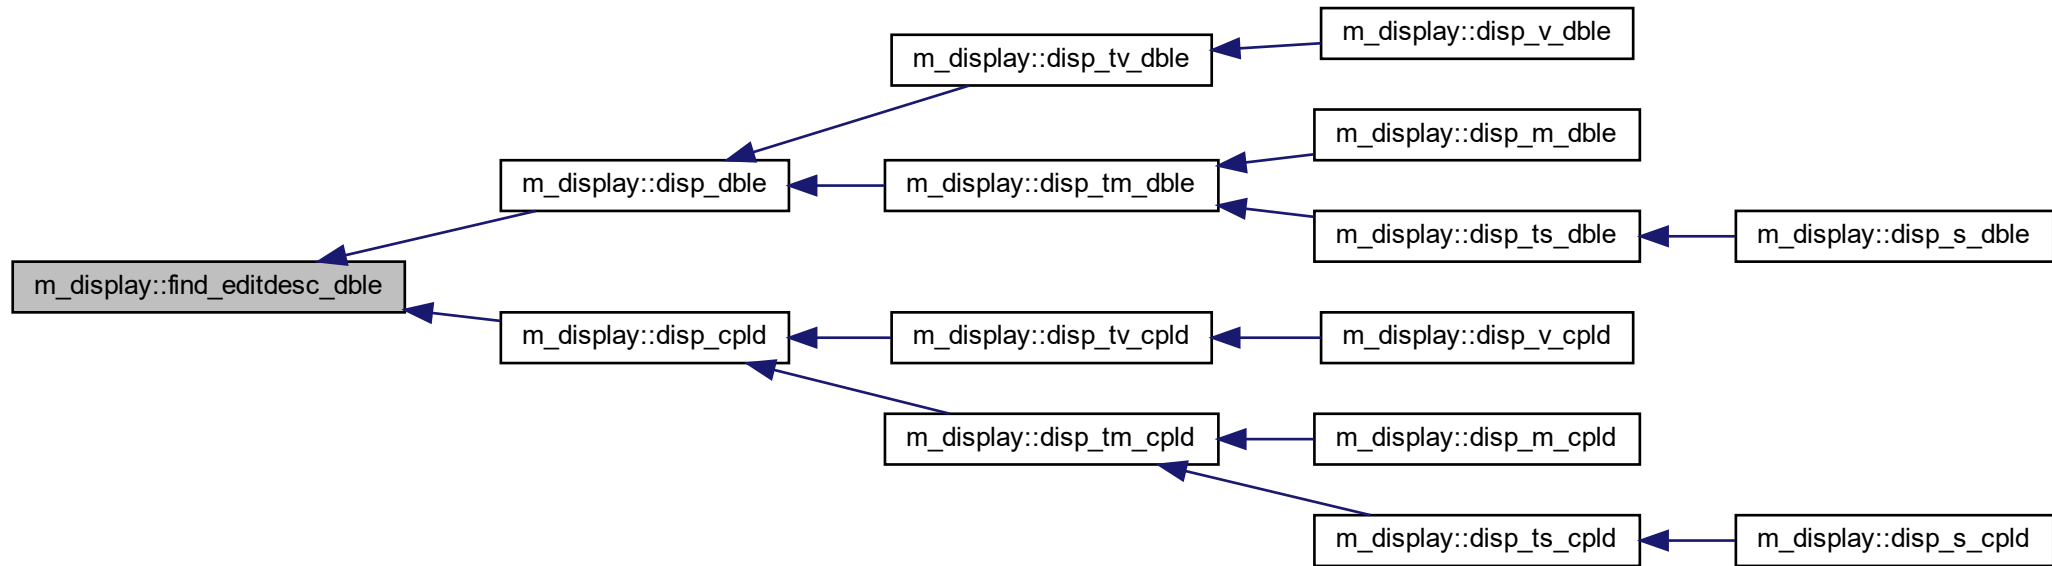 m_display::disp_v_dble
m_display::disp_tv_dble
m_display::disp_m_dble
m_display::disp_dble
m_display::disp_tm_dble
m_display::disp_ts_dble
m_display::disp_s_dble
m_display::find_editdesc_dble
m_display::disp_cpld
m_display::disp_tv_cpld
m_display::disp_v_cpld
m_display::disp_tm_cpld
m_display::disp_m_cpld
m_display::disp_ts_cpld
m_display::disp_s_cpld